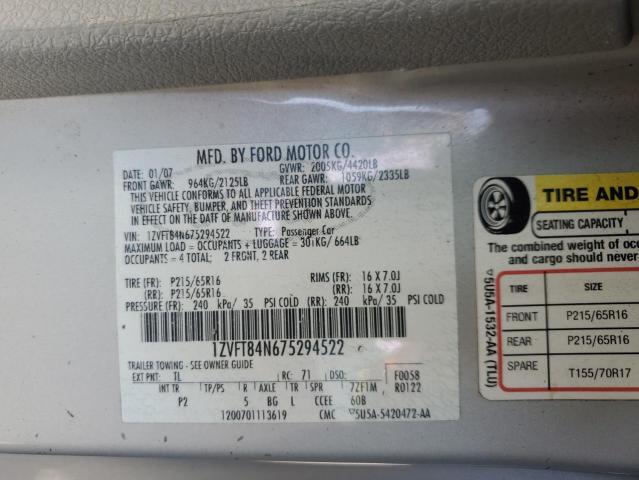 MFD. BY FORD MOTOR CO.
DATE: 01/07 GVWR: 2005KG/4420LB
FRONT GAWR: 964KG/2125LB REAR GAWR: 1059KG/2335LB
THIS VEHICLE CONFORMS TO ALL APPLICABLE FEDERAL MOTOR
VEHICLE SAFETY, BUMPER, AND THEFT PREVENTION STANDARDS
IN EFFECT ON THE DATE OF MANUFACTURE SHOWN ABOVE.
VIN: 1ZVFT84N675294522 TYPE: Passenger Car
MAXIMUM LOAD = OCCUPANTS + LUGGAGE = 301KG/ 664LB
OCCUPANTS = 4 TOTAL; 2 FRONT, 2 REAR
TIRE (FR): P215/65R16 RIMS (FR): 16 X 7.0J
(RR): P215/65R16 (RR): 16 X 7.0J
PRESSURE (FR): 240 kPa/ 35 PSI COLD (RR): 240 kPa/ 35 PSI COLD
1ZVFT84N675294522
TRAILER TOWING - SEE OWNER GUIDE
EXT PNT: TL RC: 71 DSO: F0058
INT TR TP/PS R AXLE TR SPR 7ZF1M R0122
P2 5 BG L CCEE 60B
1200701113619 CMC 5U5A-5420472-AA
TIRE AND
SEATING CAPACITY
The combined weight of oc
and cargo should never
TIRE SIZE
FRONT P215/65R16
REAR P215/65R16
SPARE T155/70R17
5U5A-1532-AA (TLU)